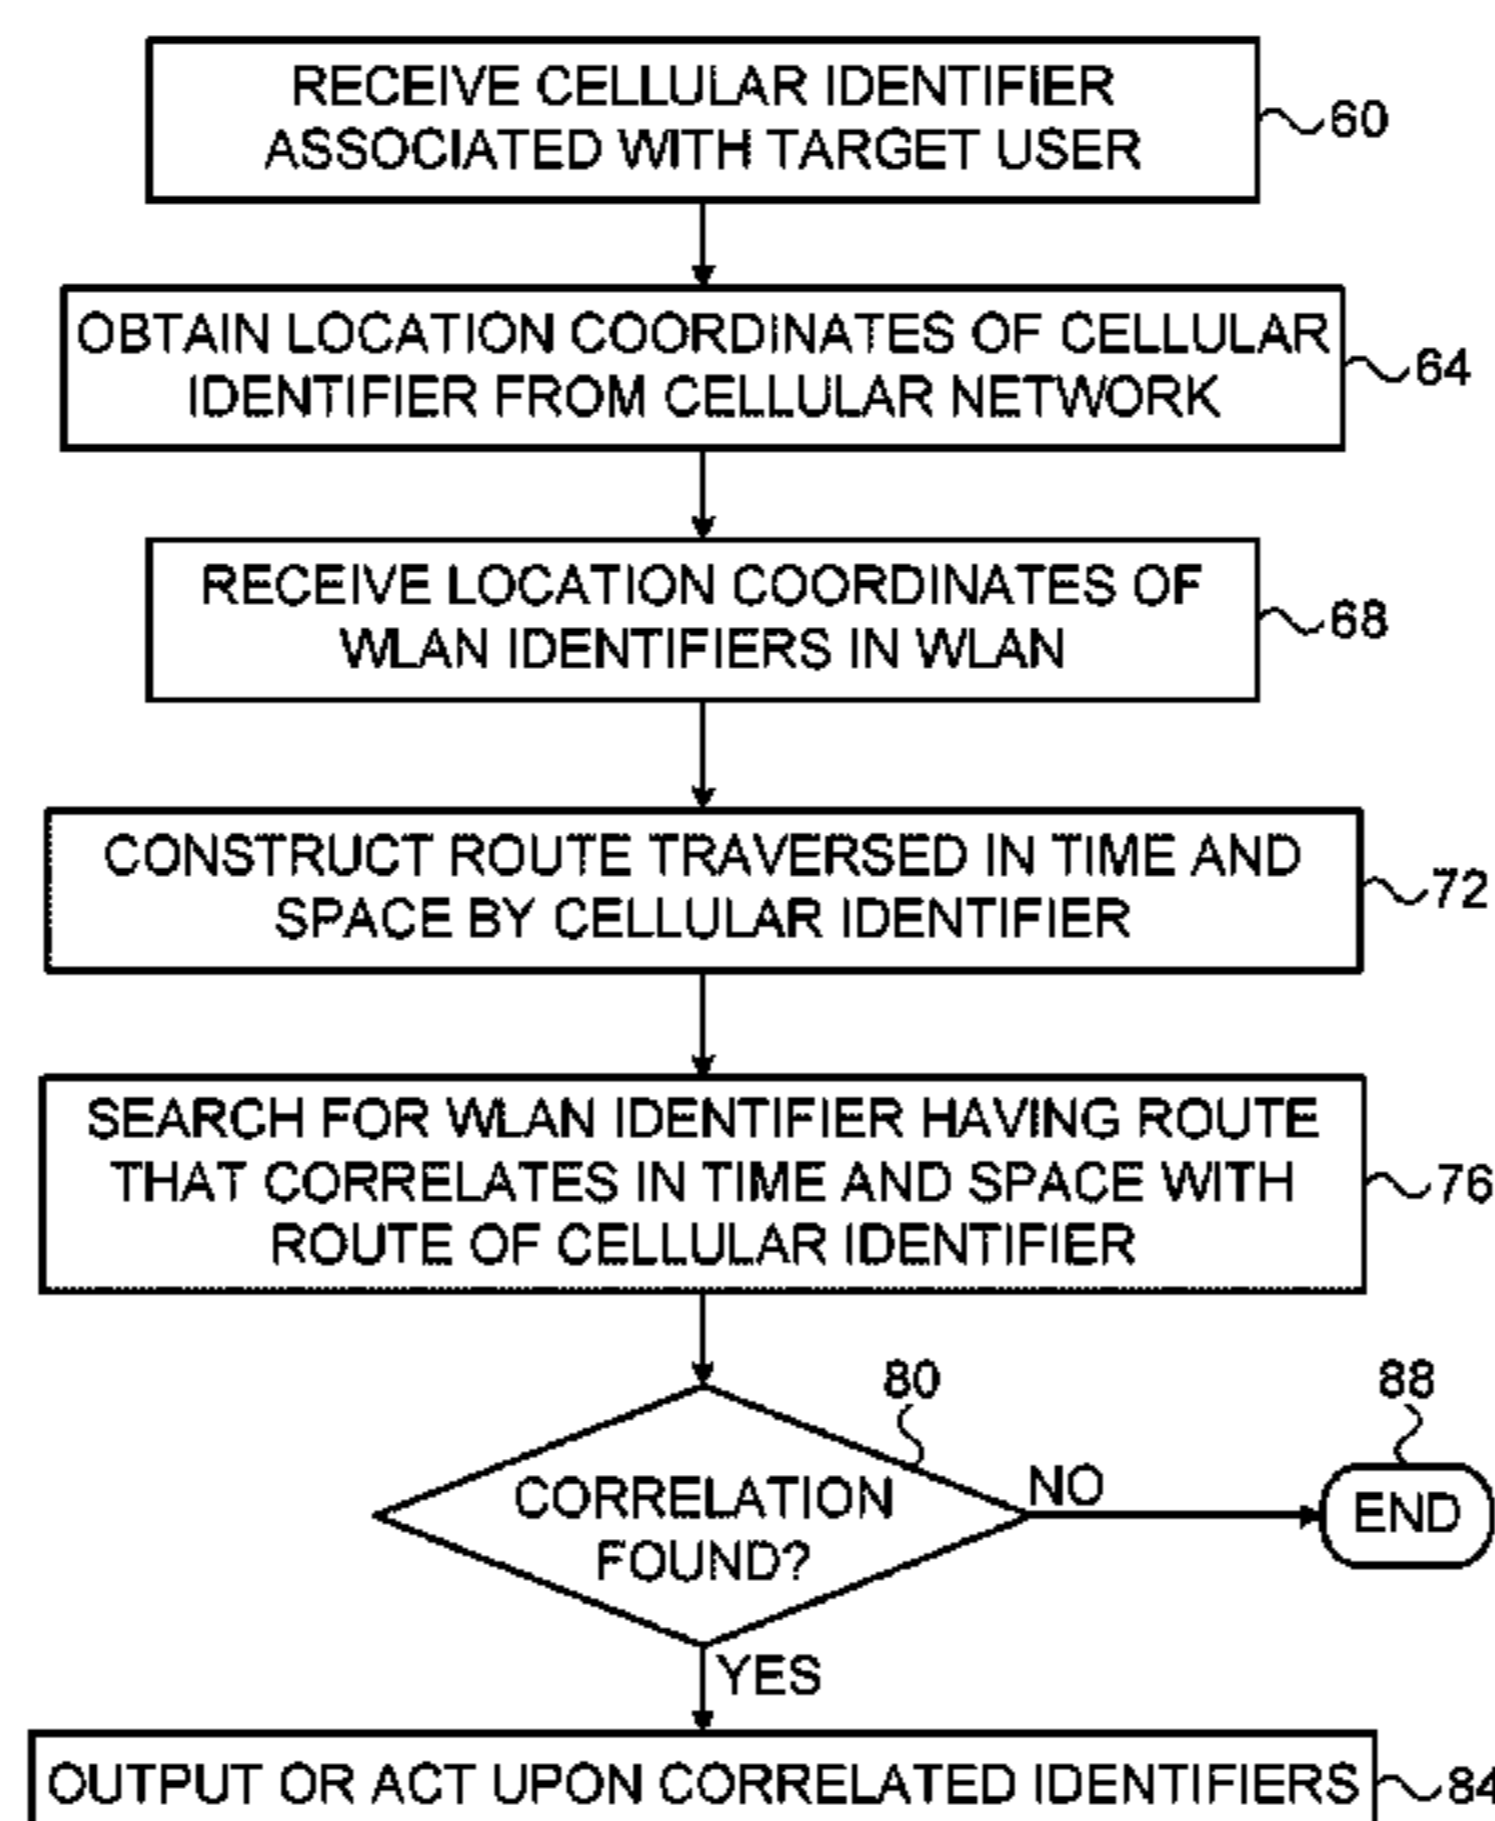 RECEIVE CELLULAR IDENTIFIER
ASSOCIATED WITH TARGET USER
60
OBTAIN LOCATION COORDINATES OF CELLULAR
IDENTIFIER FROM CELLULAR NETWORK
64
RECEIVE LOCATION COORDINATES OF
WLAN IDENTIFIERS IN WLAN
68
CONSTRUCT ROUTE TRAVERSED IN TIME AND
SPACE BY CELLULAR IDENTIFIER
72
SEARCH FOR WLAN IDENTIFIER HAVING ROUTE
THAT CORRELATES IN TIME AND SPACE WITH
ROUTE OF CELLULAR IDENTIFIER
76
80
88
CORRELATION
FOUND?
NO
END
YES
OUTPUT OR ACT UPON CORRELATED IDENTIFIERS
84